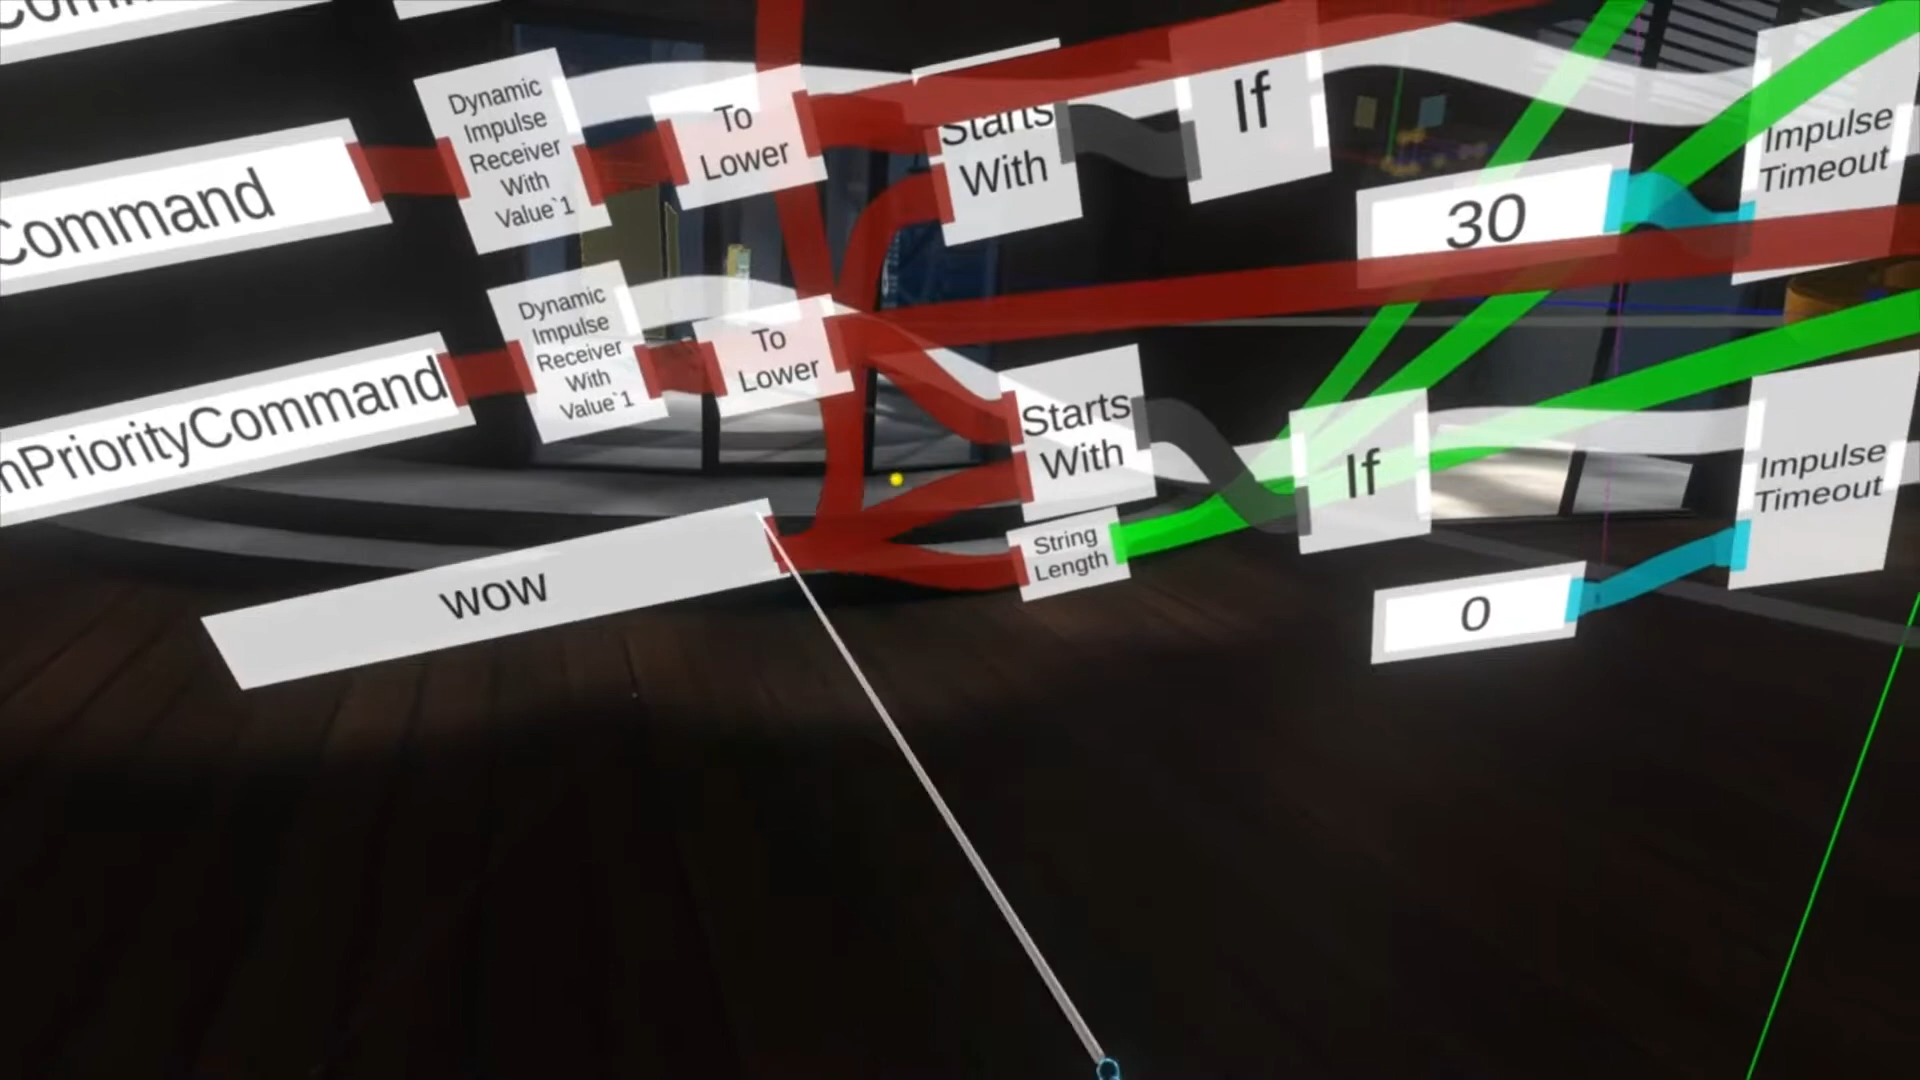 Command
Dynamic
Impulse
Receiver
With
Value`1
To
Lower
Starts
With
If
30
Impulse
Timeout
nPriorityCommand
Dynamic
Impulse
Receiver
With
Value`1
To
Lower
Starts
With
If
Impulse
Timeout
String
Length
wow
0